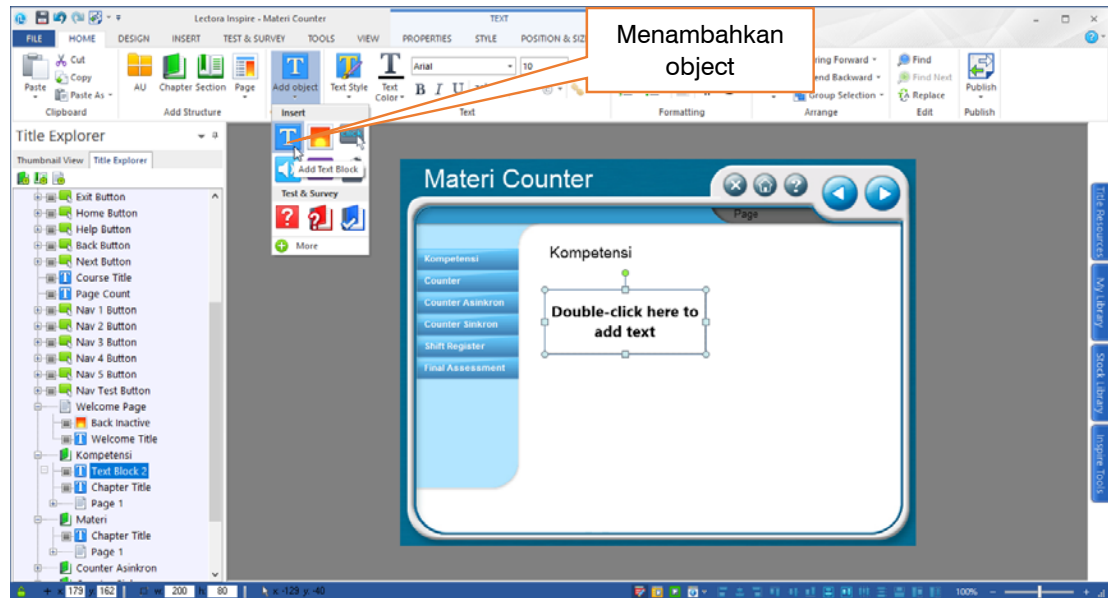 Lectora Inspire - Materi Counter
TEXT
FILE HOME DESIGN INSERT TEST & SURVEY TOOLS VIEW PROPERTIES STYLE POSITION & SIZ
Menambahkan
object
Cut
Copy
Paste As
Paste
AU
Chapter
Section
Page
Add object
Text Style
Text
Color
Arial
10
B I U
ring Forward
end Backward
Group Selection
Find
Find Next
Replace
Publish
Clipboard
Add Structure
Text
Formatting
Arrange
Edit
Publish
Insert
Add Text Block
Test & Survey
More
Title Explorer
Thumbnail View
Title Explorer
Exit Button
Home Button
Help Button
Back Button
Next Button
Course Title
Page Count
Nav 1 Button
Nav 2 Button
Nav 3 Button
Nav 4 Button
Nav 5 Button
Nav Test Button
Welcome Page
Back Inactive
Welcome Title
Kompetensi
Text Block 2
Chapter Title
Page 1
Materi
Chapter Title
Page 1
Counter Asinkron
Materi Counter
Page
Kompetensi
Counter
Counter Asinkron
Counter Sinkron
Shift Register
Final Assessment
Kompetensi
Double-click here to
add text
Title Resources
My Library
Stock Library
Inspire Tools
x 179 y 162 w 200 h 80 x -129 y -40
100%